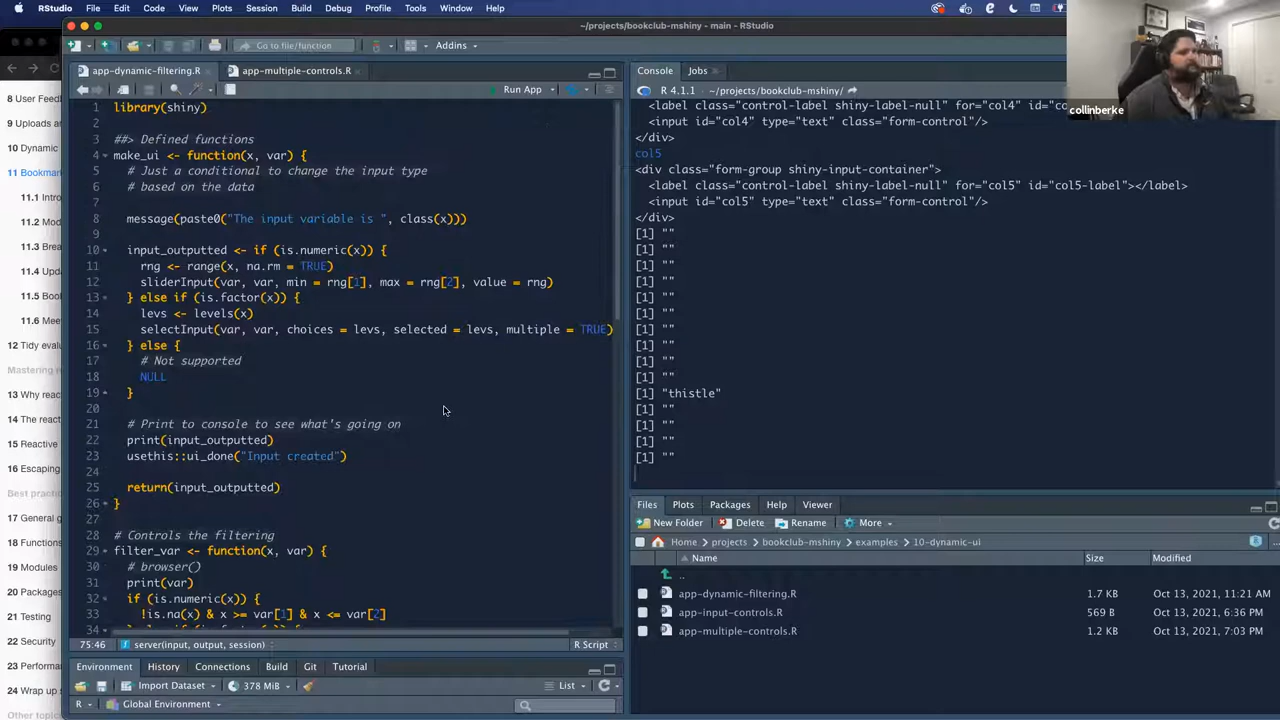 RStudio File Edit Code View Plots Session Build Debug Profile Tools Window Help
~/projects/bookclub-mshiny - main - RStudio
Go to file/function
Addins
app-dynamic-filtering.R
app-multiple-controls.R
Run App
1 library(shiny)
2
3 ##> Defined functions
4 make_ui <- function(x, var) {
5 # Just a conditional to change the input type
6 # based on the data
7
8 message(paste0("The input variable is ", class(x)))
9
10 input_outputted <- if (is.numeric(x)) {
11 rng <- range(x, na.rm = TRUE)
12 sliderInput(var, var, min = rng[1], max = rng[2], value = rng)
13 } else if (is.factor(x)) {
14 levs <- levels(x)
15 selectInput(var, var, choices = levs, selected = levs, multiple = TRUE)
16 } else {
17 # Not supported
18 NULL
19 }
20
21 # Print to console to see what's going on
22 print(input_outputted)
23 usethis::ui_done("Input created")
24
25 return(input_outputted)
26 }
27
28 # Controls the filtering
29 filter_var <- function(x, var) {
30 # browser()
31 print(var)
32 if (is.numeric(x)) {
33 !is.na(x) & x >= var[1] & x <= var[2]
34
75:46 server(input, output, session) R Script
Environment History Connections Build Git Tutorial
Import Dataset 378 MiB List
R Global Environment
Console Jobs
R 4.1.1 · ~/projects/bookclub-mshiny/
<label class="control-label shiny-label-null" for="col4" id="co
<input id="col4" type="text" class="form-control"/>
</div>
col5
<div class="form-group shiny-input-container">
<label class="control-label shiny-label-null" for="col5" id="col5-label"></label>
<input id="col5" type="text" class="form-control"/>
</div>
[1] ""
[1] ""
[1] ""
[1] ""
[1] ""
[1] ""
[1] ""
[1] ""
[1] ""
[1] ""
[1] "thistle"
[1] ""
[1] ""
[1] ""
[1] ""
Files Plots Packages Help Viewer
New Folder Delete Rename More
Home projects bookclub-mshiny examples 10-dynamic-ui
Name Size Modified
..
app-dynamic-filtering.R 1.7 KB Oct 13, 2021, 11:21 AM
app-input-controls.R 569 B Oct 13, 2021, 6:36 PM
app-multiple-controls.R 1.2 KB Oct 13, 2021, 7:03 PM
collinberke
8 User Feed
9 Uploads a
10 Dynamic
11 Bookmar
11.1 Intro
11.2 Mod
11.3 Brea
11.4 Upda
11.5 Boo
11.6 Mee
12 Tidy eval
Mastering r
13 Why reac
14 The react
15 Reactive
16 Escaping
Best practi
17 General g
18 Functions
19 Modules
20 Packages
21 Testing
22 Security
23 Performa
24 Wrap up
Other topic